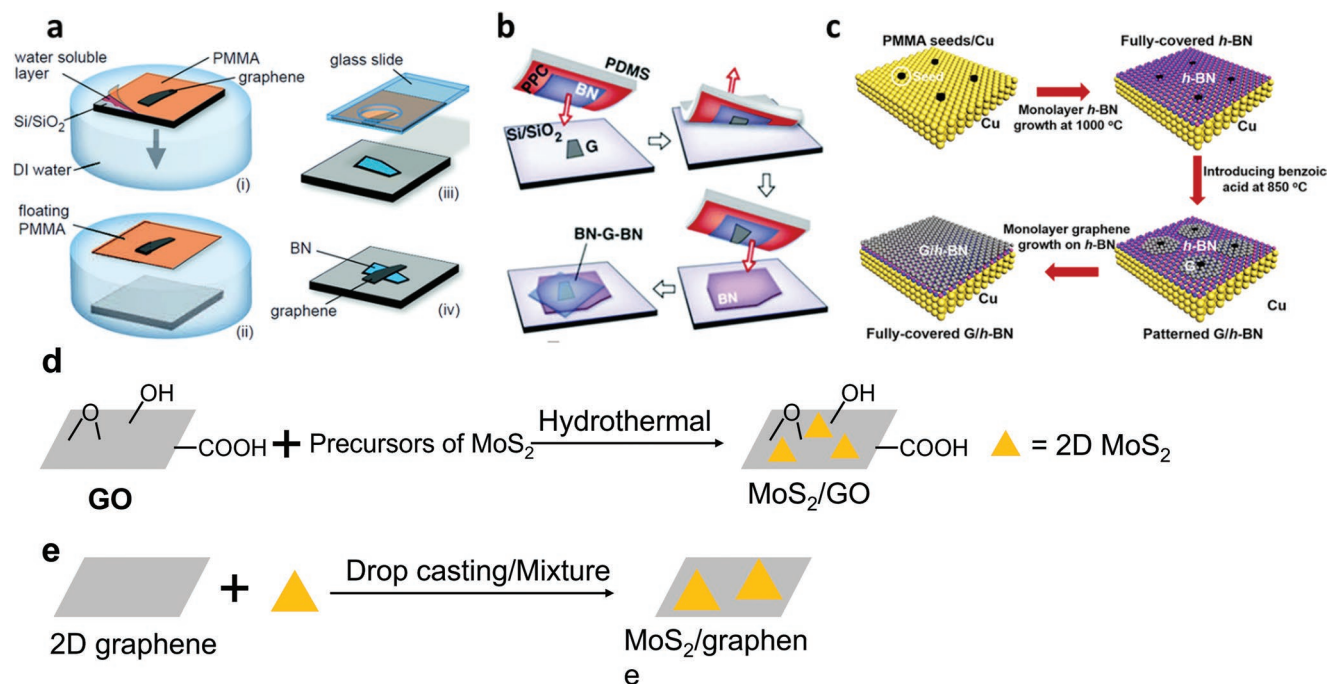 a
water soluble
layer
PMMA
graphene
Si/SiO2
DI water
(i)
floating
PMMA
(ii)
glass slide
(iii)
BN
graphene
(iv)
b
PPC
BN
PDMS
Si/SiO2
G
BN-G-BN
BN
c
PMMA seeds/Cu
Seed
Cu
Monolayer h-BN
growth at 1000 °C
Fully-covered h-BN
h-BN
Cu
Introducing benzoic
acid at 850 °C
h-BN
G
Cu
Patterned G/h-BN
Monolayer graphene
growth on h-BN
G/h-BN
Cu
Fully-covered G/h-BN
d
O
OH
COOH
GO
+ Precursors of MoS2
Hydrothermal
O
OH
COOH
MoS2/GO
= 2D MoS2
e
2D graphene
+
Drop casting/Mixture
MoS2/graphen
e